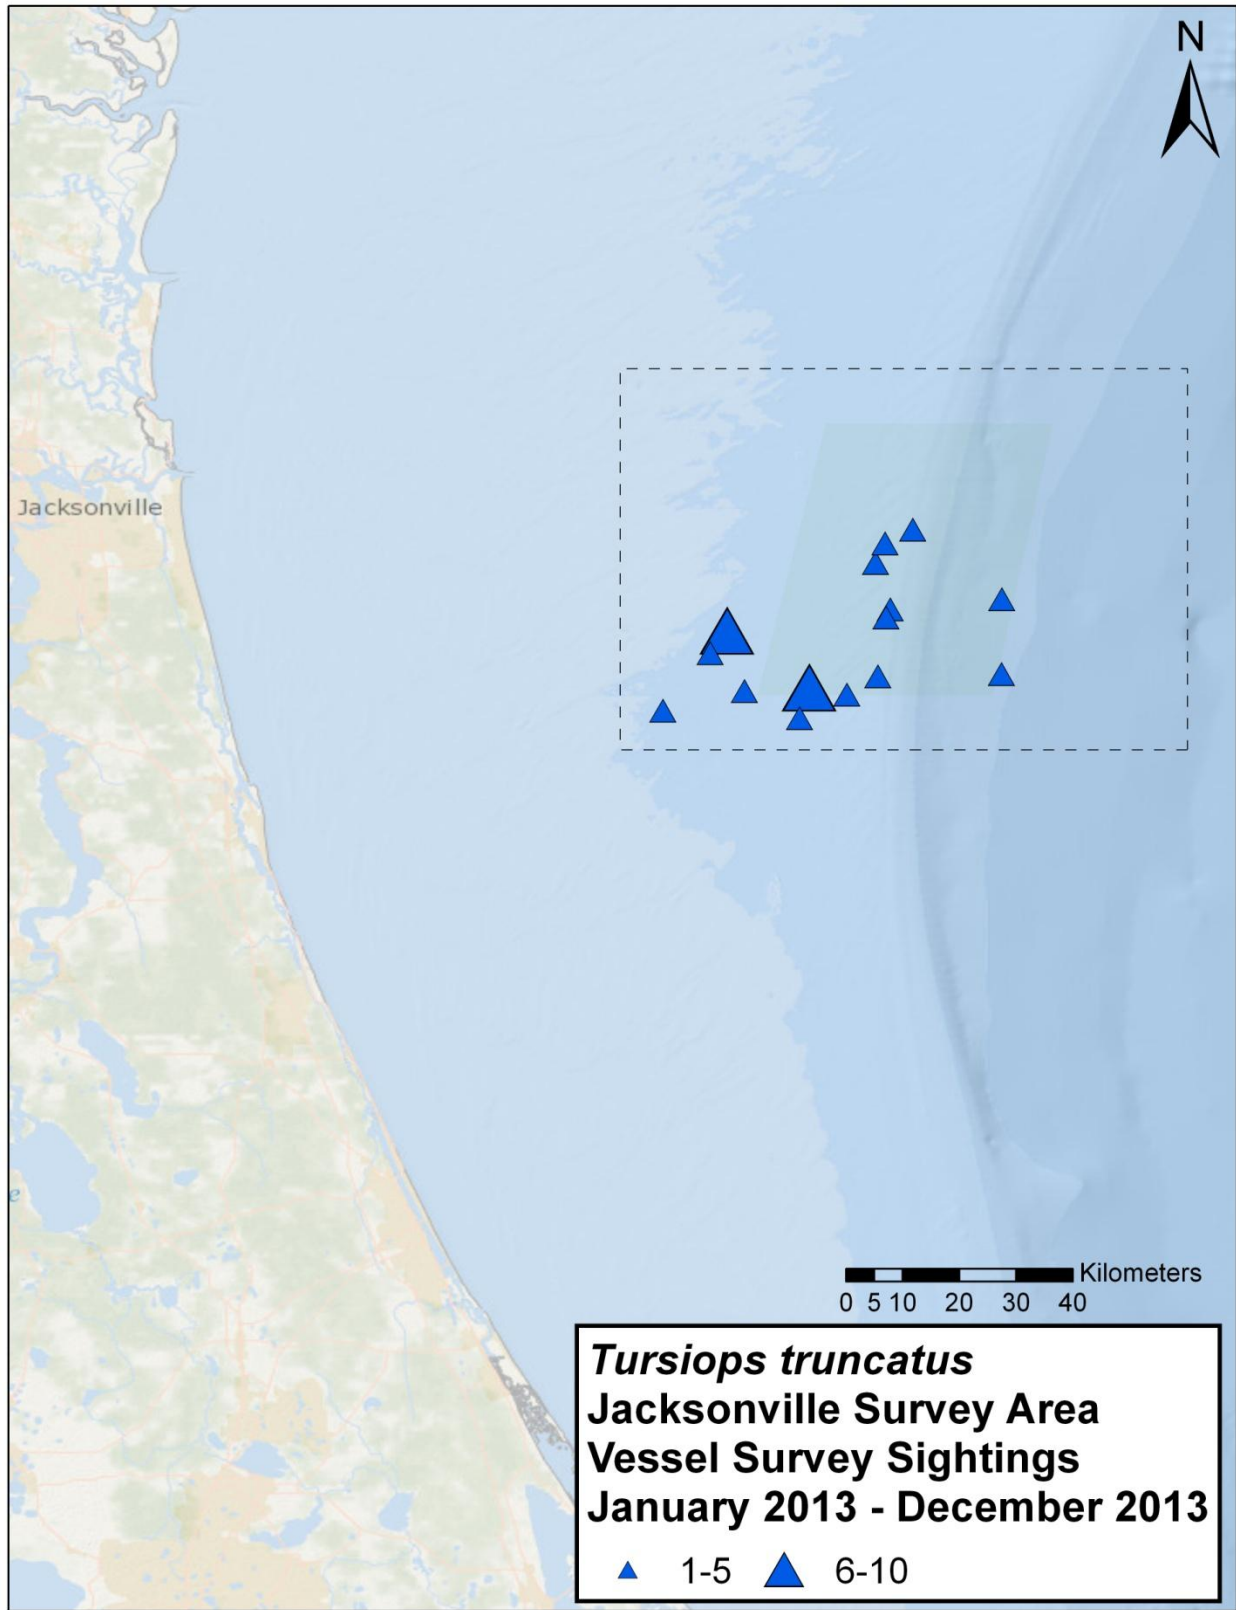 N
Jacksonville
e
Kilometers
0 5 10 20 30 40
Tursiops truncatus
Jacksonville Survey Area
Vessel Survey Sightings
January 2013 - December 2013
1-5 6-10